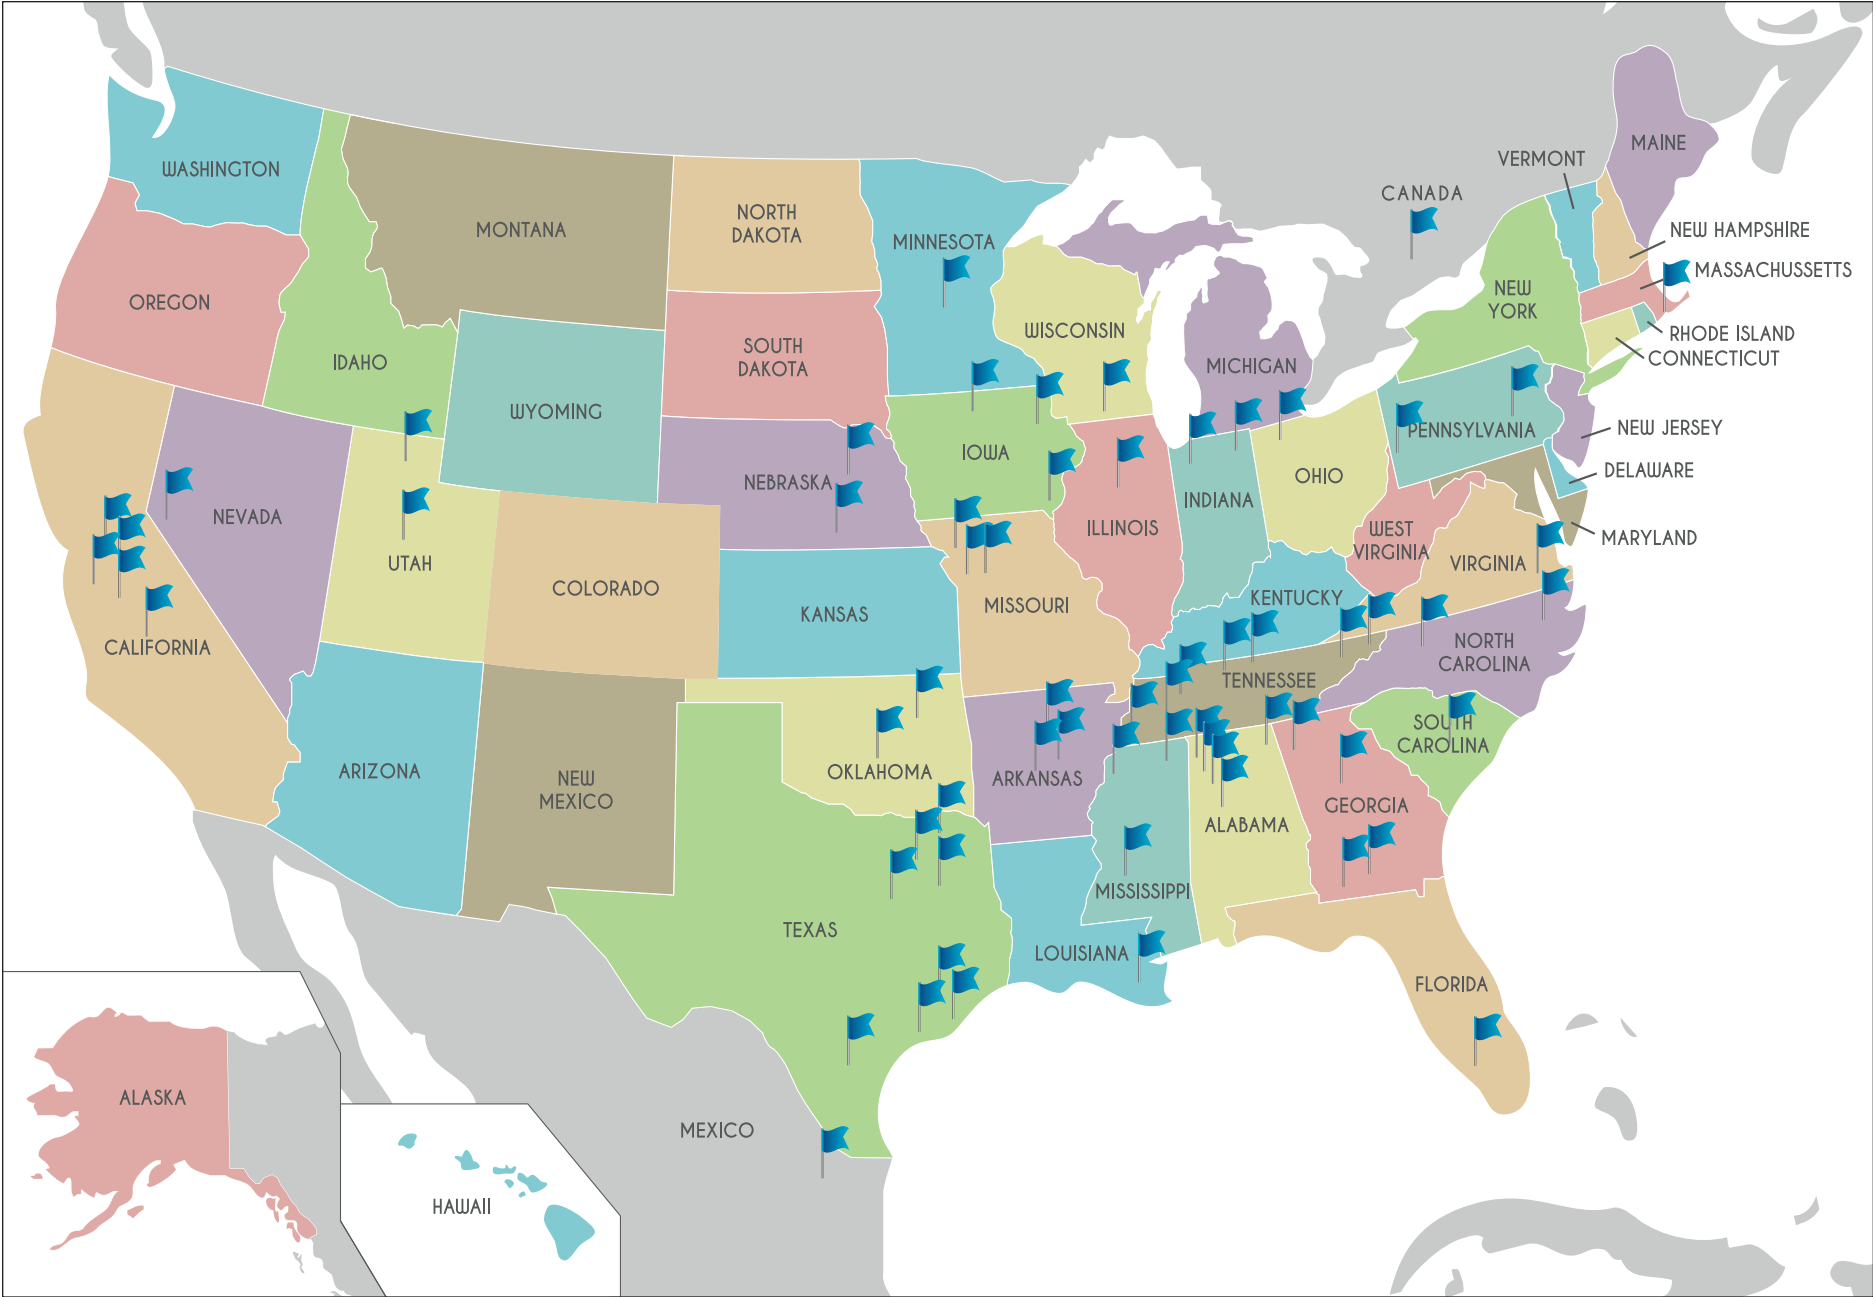 MAINE
VERMONT
WASHINGTON
CANADA
NORTH
DAKOTA
MONTANA
NEW HAMPSHIRE
MINNESOTA
MASSACHUSSETTS
NEW
YORK
OREGON
WISCONSIN
RHODE ISLAND
SOUTH
DAKOTA
CONNECTICUT
IDAHO
MICHIGAN
WYOMING
PENNSYLVANIA
NEW JERSEY
IOWA
DELAWARE
OHIO
NEBRASKA
INDIANA
NEVADA
ILLINOIS
WEST
VIRGINIA
MARYLAND
UTAH
VIRGINIA
COLORADO
KENTUCKY
MISSOURI
KANSAS
CALIFORNIA
NORTH
CAROLINA
TENNESSEE
SOUTH
CAROLINA
ARIZONA
OKLAHOMA
ARKANSAS
NEW
MEXICO
GEORGIA
ALABAMA
MISSISSIPPI
TEXAS
LOUISIANA
FLORIDA
ALASKA
MEXICO
HAWAII